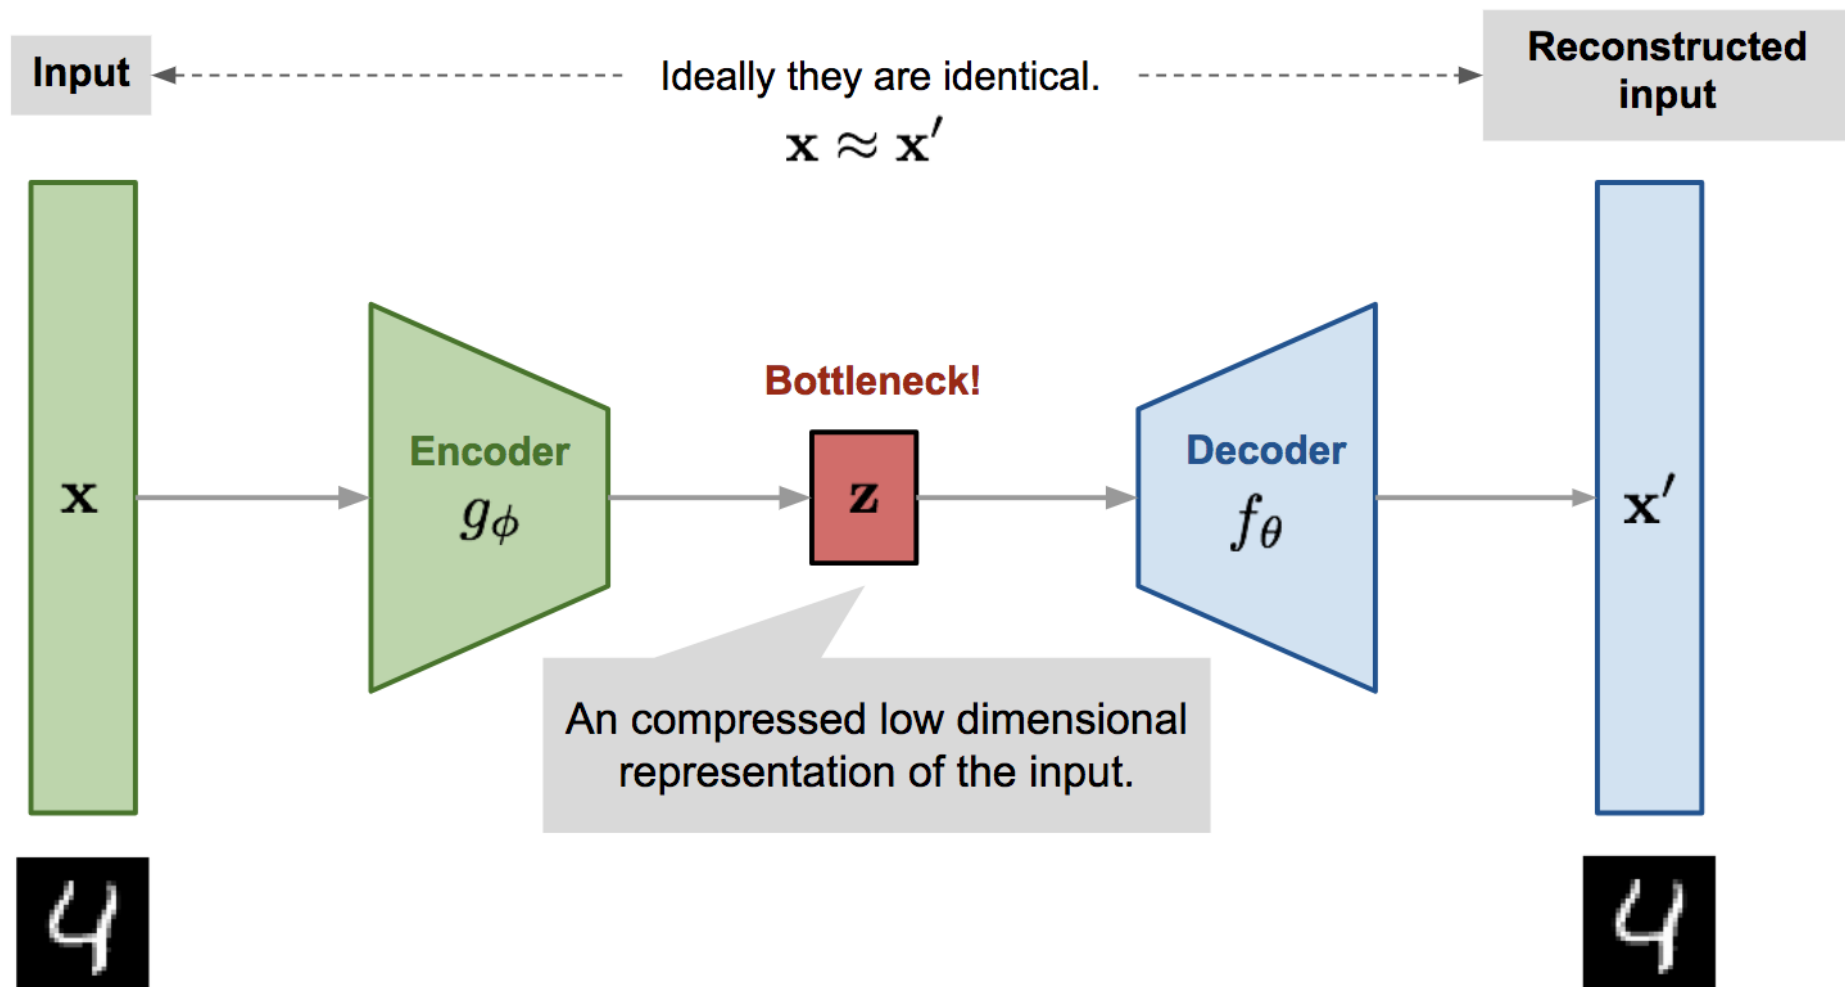 Input
Ideally they are identical.
x ≈ x′
Reconstructed
input
Bottleneck!
x
Encoder
gϕ
z
Decoder
fθ
x′
An compressed low dimensional
representation of the input.
4
4